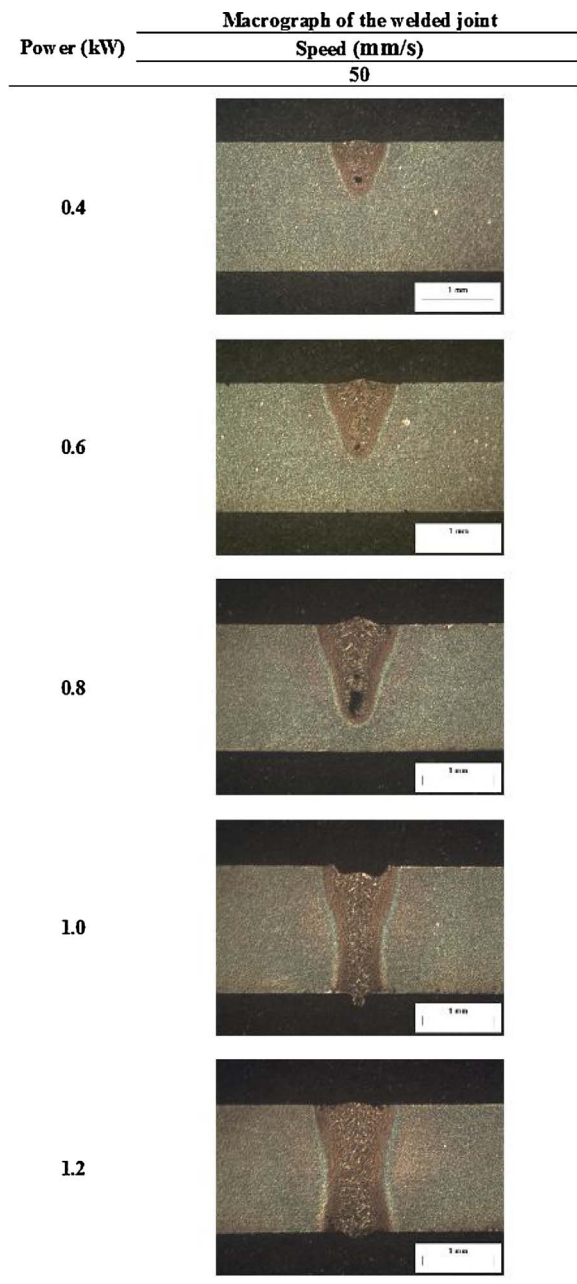 Macrograph of the welded joint
Power (kW)
Speed (mm/s)
50
0.4
1 mm
0.6
1 mm
0.8
1 mm
1.0
1 mm
1.2
1 mm